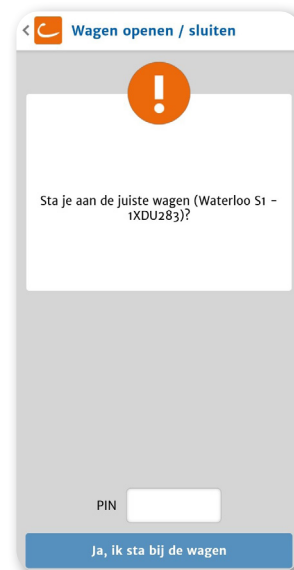 Wagen openen / sluiten
!
Sta je aan de juiste wagen (Waterloo S1 -
1XDU283)?
PIN
Ja, ik sta bij de wagen